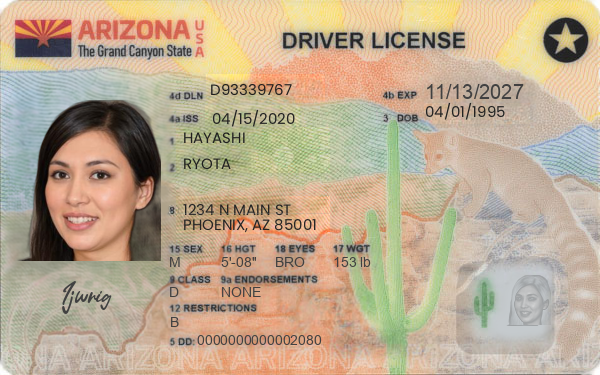 ARIZONA USA
The Grand Canyon State
DRIVER LICENSE
4d DLN D93339767
4b EXP 11/13/2027
4a ISS 04/15/2020
3 DOB 04/01/1995
1 HAYASHI
2 RYOTA
8 1234 N MAIN ST
PHOENIX, AZ 85001
15 SEX 16 HGT 18 EYES 17 WGT
M 5'-08" BRO 153 lb
9 CLASS 9a ENDORSEMENTS
D NONE
12 RESTRICTIONS
B
5 DD: 0000000000002080
ARIZONA ARIZONA ARIZONA ARIZONA